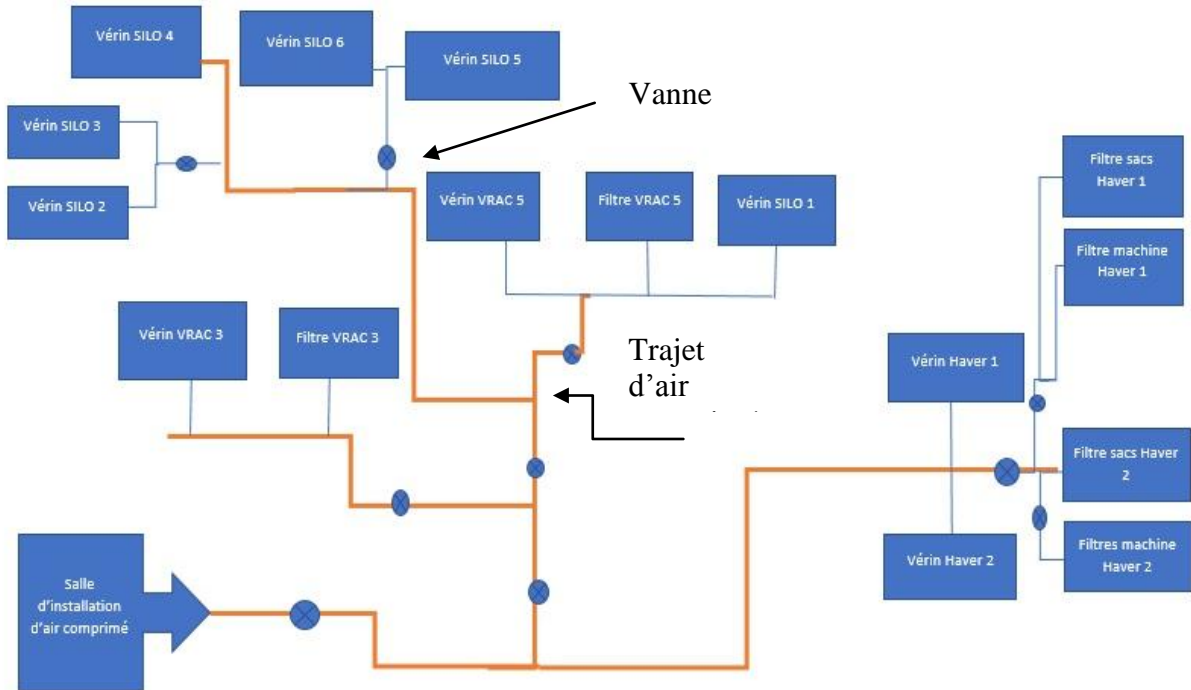 Vérin SILO 4
Vérin SILO 6
Vérin SILO 5
Vanne
Vérin SILO 3
Vérin SILO 2
Vérin VRAC 5
Filtre VRAC 5
Vérin SILO 1
Filtre sacs
Haver 1
Filtre machine
Haver 1
Vérin VRAC 3
Filtre VRAC 3
Trajet
d’air
Vérin Haver 1
Filtre sacs Haver
2
Vérin Haver 2
Filtres machine
Haver 2
Salle
d’installation
d’air comprimé